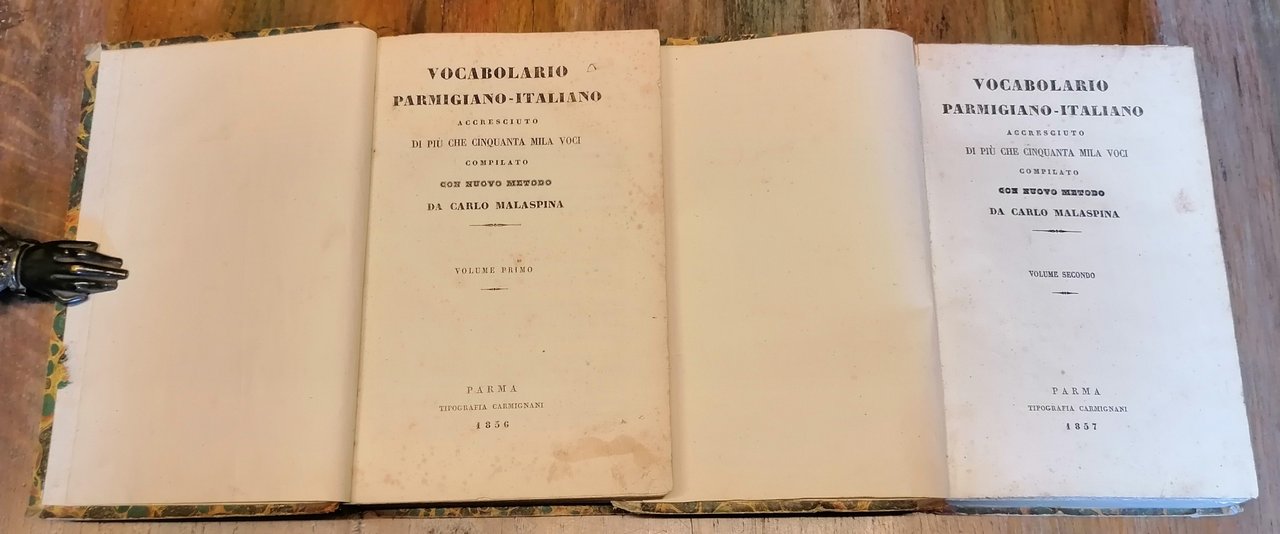 VOCABOLARIO
PARMIGIANO-ITALIANO
ACCRESCIUTO
DI PIÙ CHE CINQUANTA MILA VOCI
COMPILATO
CON NUOVO METODO
DA CARLO MALASPINA
VOLUME PRIMO
PARMA
TIPOGRAFIA CARMIGNANI
1856
VOCABOLARIO
PARMIGIANO-ITALIANO
ACCRESCIUTO
DI PIÙ CHE CINQUANTA MILA VOCI
COMPILATO
CON NUOVO METODO
DA CARLO MALASPINA
VOLUME SECONDO
PARMA
TIPOGRAFIA CARMIGNANI
1857